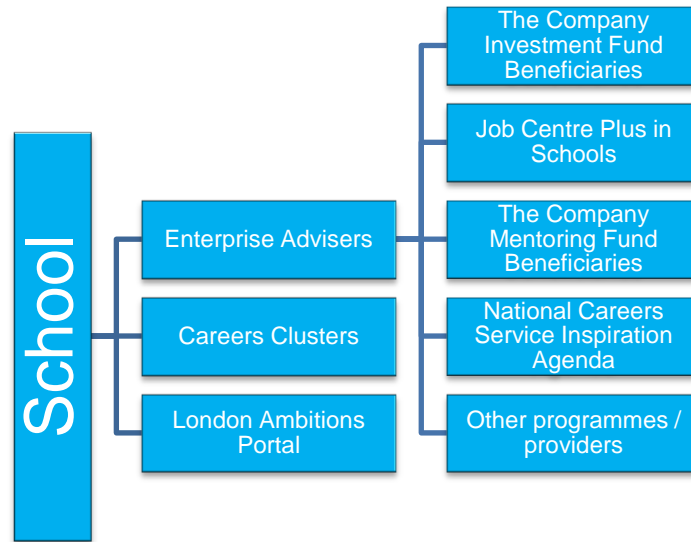 School
Enterprise Advisers
Careers Clusters
London Ambitions
Portal
The Company
Investment Fund
Beneficiaries
Job Centre Plus in
Schools
The Company
Mentoring Fund
Beneficiaries
National Careers
Service Inspiration
Agenda
Other programmes /
providers